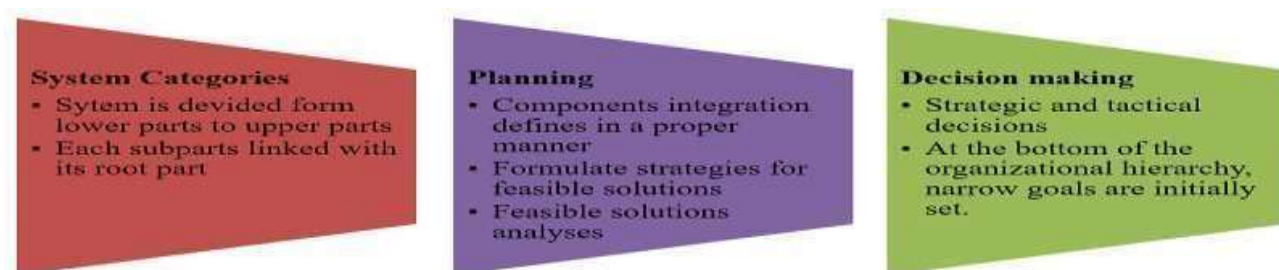 System Categories
▪ Sytem is devided form
lower parts to upper parts
▪ Each subparts linked with
its root part
Planning
▪ Components integration
defines in a proper
manner
▪ Formulate strategies for
feasible solutions
▪ Feasible solutions
analyses
Decision making
▪ Strategic and tactical
decisions
▪ At the bottom of the
organizational hierarchy,
narrow goals are initially
set.